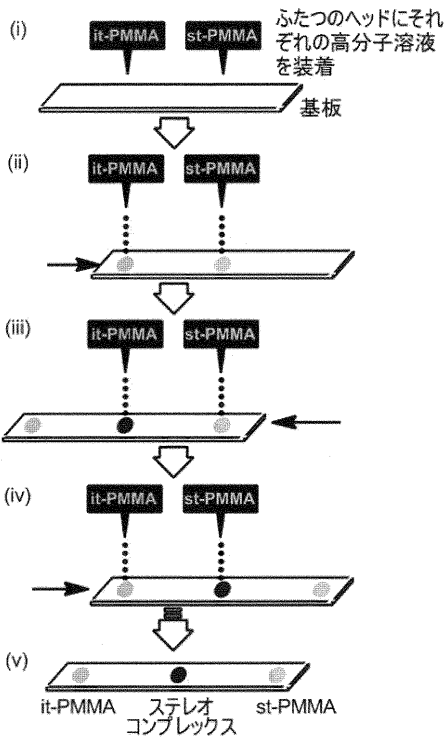 (i)
it-PMMA
st-PMMA
ふたつのヘッドにそれ
ぞれの高分子溶液
を装着
基板
(ii)
it-PMMA
st-PMMA
(iii)
it-PMMA
st-PMMA
(iv)
it-PMMA
st-PMMA
(v)
it-PMMA
ステレオ
コンプレックス
st-PMMA